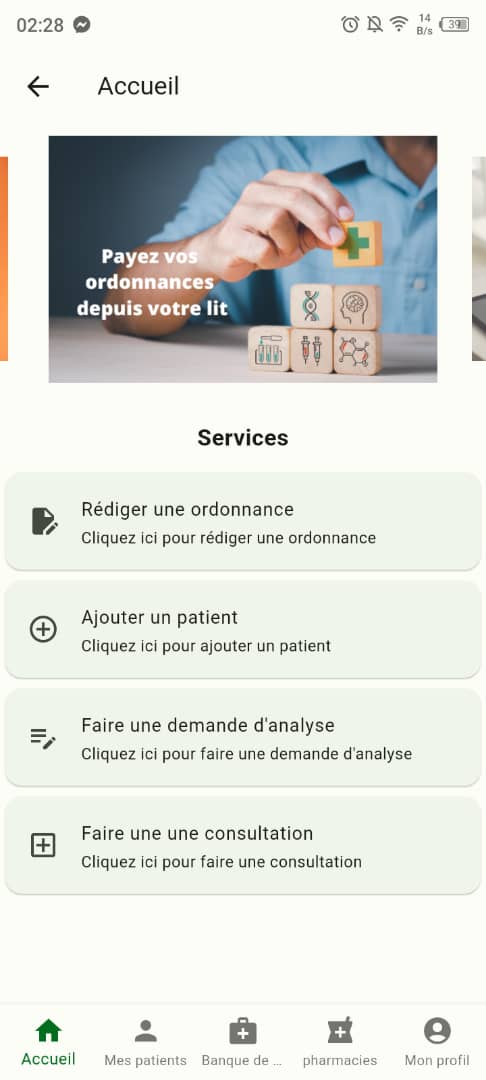 02:28
14
B/s
39
Accueil
Payez vos
ordonnances
depuis votre lit
Services
Rédiger une ordonnance
Cliquez ici pour rédiger une ordonnance
Ajouter un patient
Cliquez ici pour ajouter un patient
Faire une demande d'analyse
Cliquez ici pour faire une demande d'analyse
Faire une une consultation
Cliquez ici pour faire une consultation
Accueil Mes patients Banque de ... pharmacies Mon profil